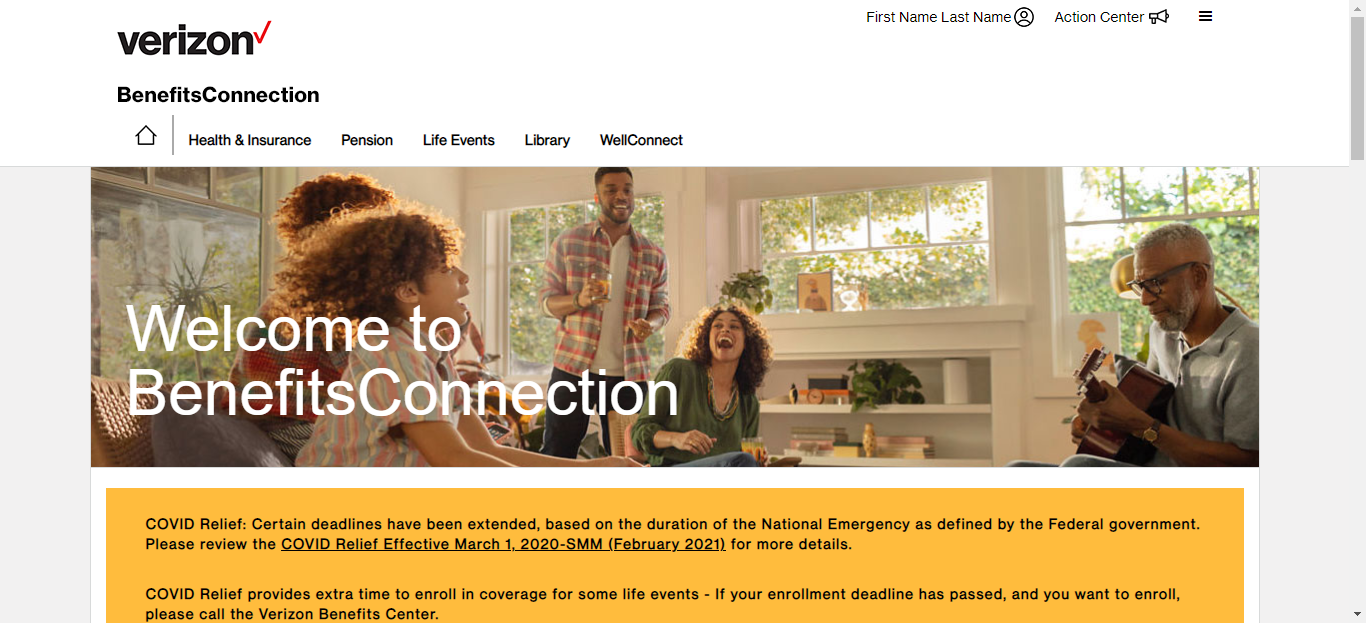 First Name Last Name Action Center
verizon
BenefitsConnection
Health & Insurance Pension Life Events Library WellConnect
Welcome to
BenefitsConnection
COVID Relief: Certain deadlines have been extended, based on the duration of the National Emergency as defined by the Federal government.
Please review the COVID Relief Effective March 1, 2020-SMM (February 2021) for more details.
COVID Relief provides extra time to enroll in coverage for some life events - If your enrollment deadline has passed, and you want to enroll,
please call the Verizon Benefits Center.